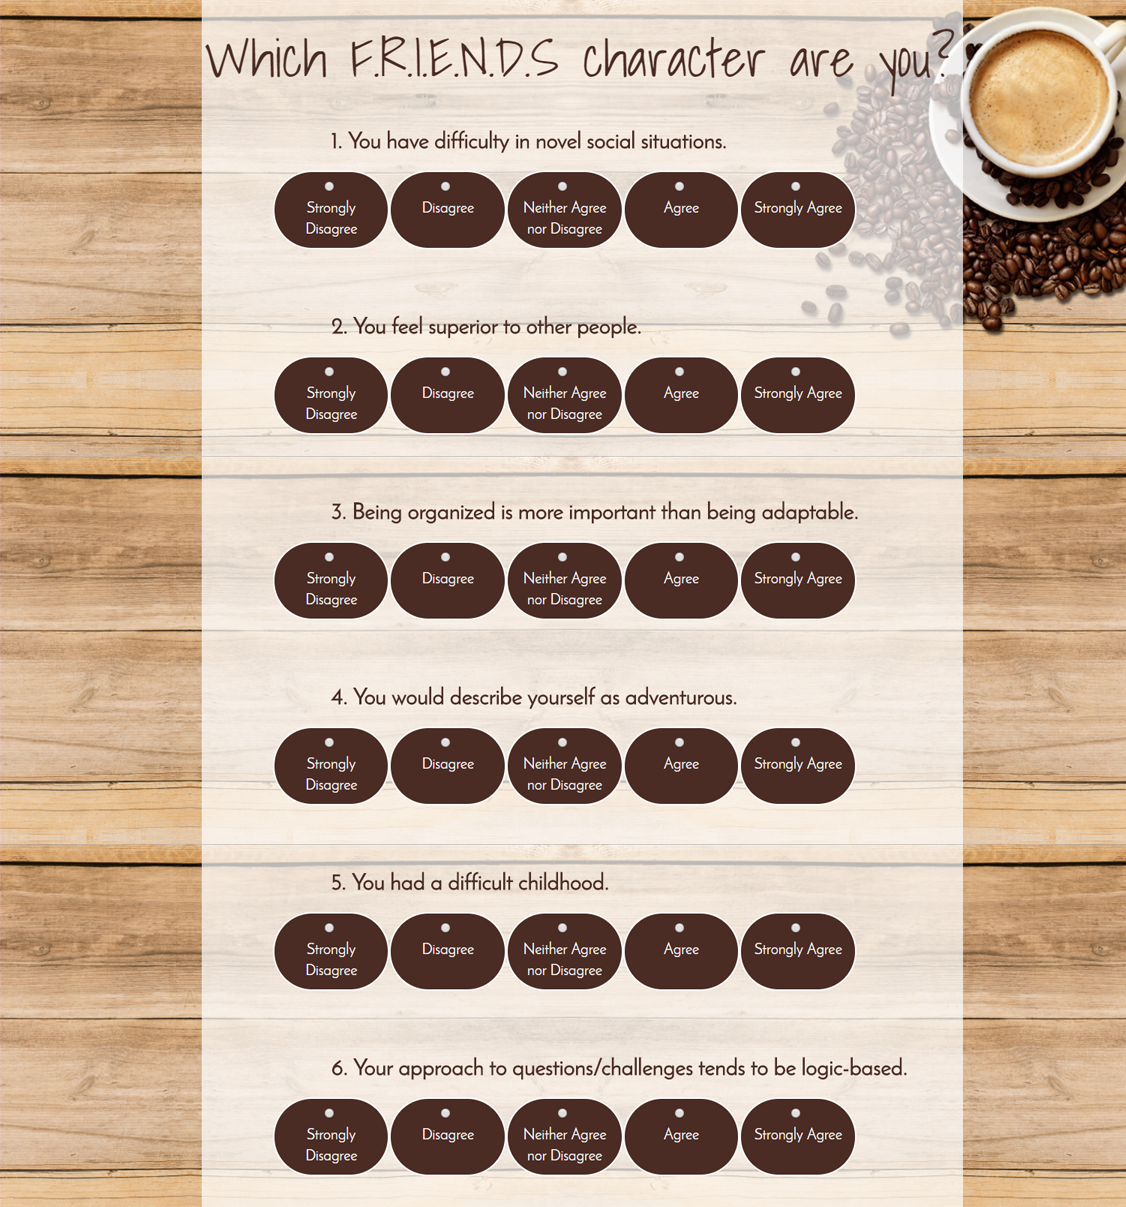 Which F.R.I.E.N.D.S character are you?
1. You have difficulty in novel social situations.
Strongly Disagree Neither Agree Agree Strongly Agree
Disagree nor Disagree
2. You feel superior to other people.
Strongly Disagree Neither Agree Agree Strongly Agree
Disagree nor Disagree
3. Being organized is more important than being adaptable.
Strongly Disagree Neither Agree Agree Strongly Agree
Disagree nor Disagree
4. You would describe yourself as adventurous.
Strongly Disagree Neither Agree Agree Strongly Agree
Disagree nor Disagree
5. You had a difficult childhood.
Strongly Disagree Neither Agree Agree Strongly Agree
Disagree nor Disagree
6. Your approach to questions/challenges tends to be logic-based.
Strongly Disagree Neither Agree Agree Strongly Agree
Disagree nor Disagree